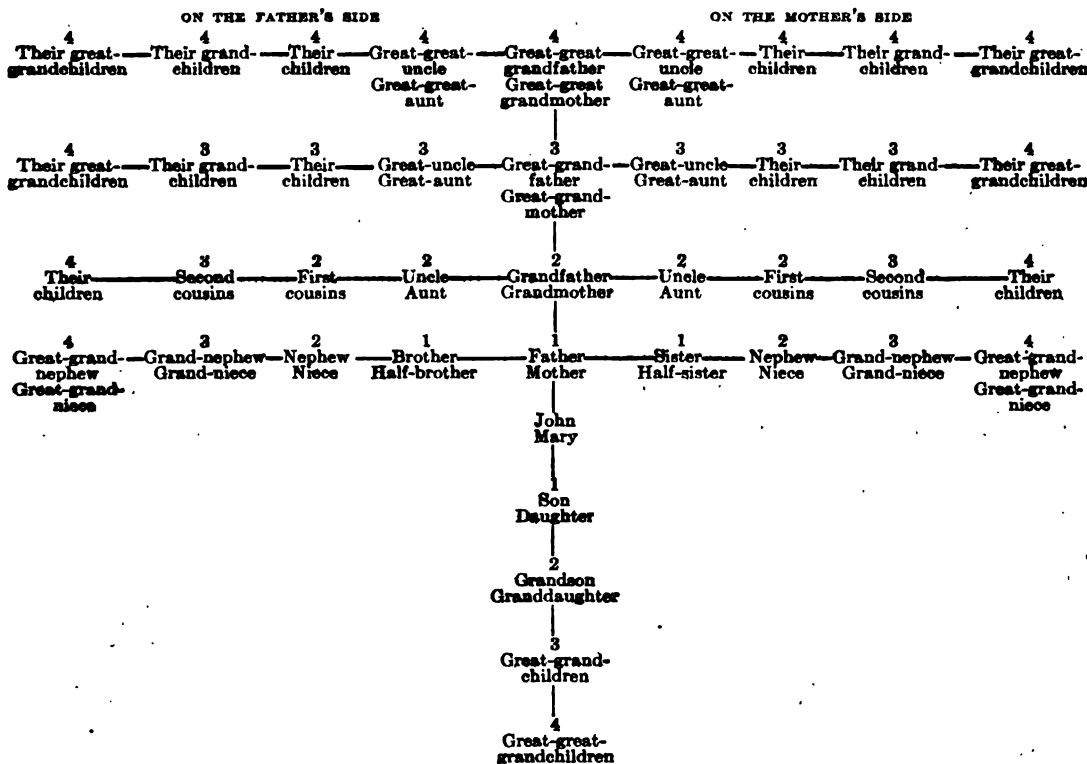 ON THE FATHER'S SIDE ON THE MOTHER'S SIDE
4 4 4 4 4 4 4 4 4
Their great- Their grand- Their Great-great- Great-great Great-great- Their Their grand- Their great-
grandchildren children children uncle grandfather uncle children children grandchildren
Great-great- Great-great Great-great-
aunt grandmother aunt
4 3 3 3 3 3 3 3 4
Their great- Their grand- Their Great-uncle Great-grand- Great-uncle Their Their grand- Their great-
grandchildren children children Great-aunt father Great-aunt children children grandchildren
Great-grand-
mother
4 3 2 2 2 2 2 3 4
Their Second First Uncle Grandfather Uncle First Second Their
children cousins cousins Aunt Grandmother Aunt cousins cousins children
4 3 2 1 1 1 2 3 4
Great-grand- Grand-nephew Nephew Brother Father Sister Nephew Grand-nephew Great-grand-
nephew Grand-niece Niece Half-brother Mother Half-sister Niece Grand-niece nephew
Great-grand- Great-grand-
niece niece
John
Mary
1
Son
Daughter
2
Grandson
Granddaughter
3
Great-grand-
children
4
Great-great-
grandchildren